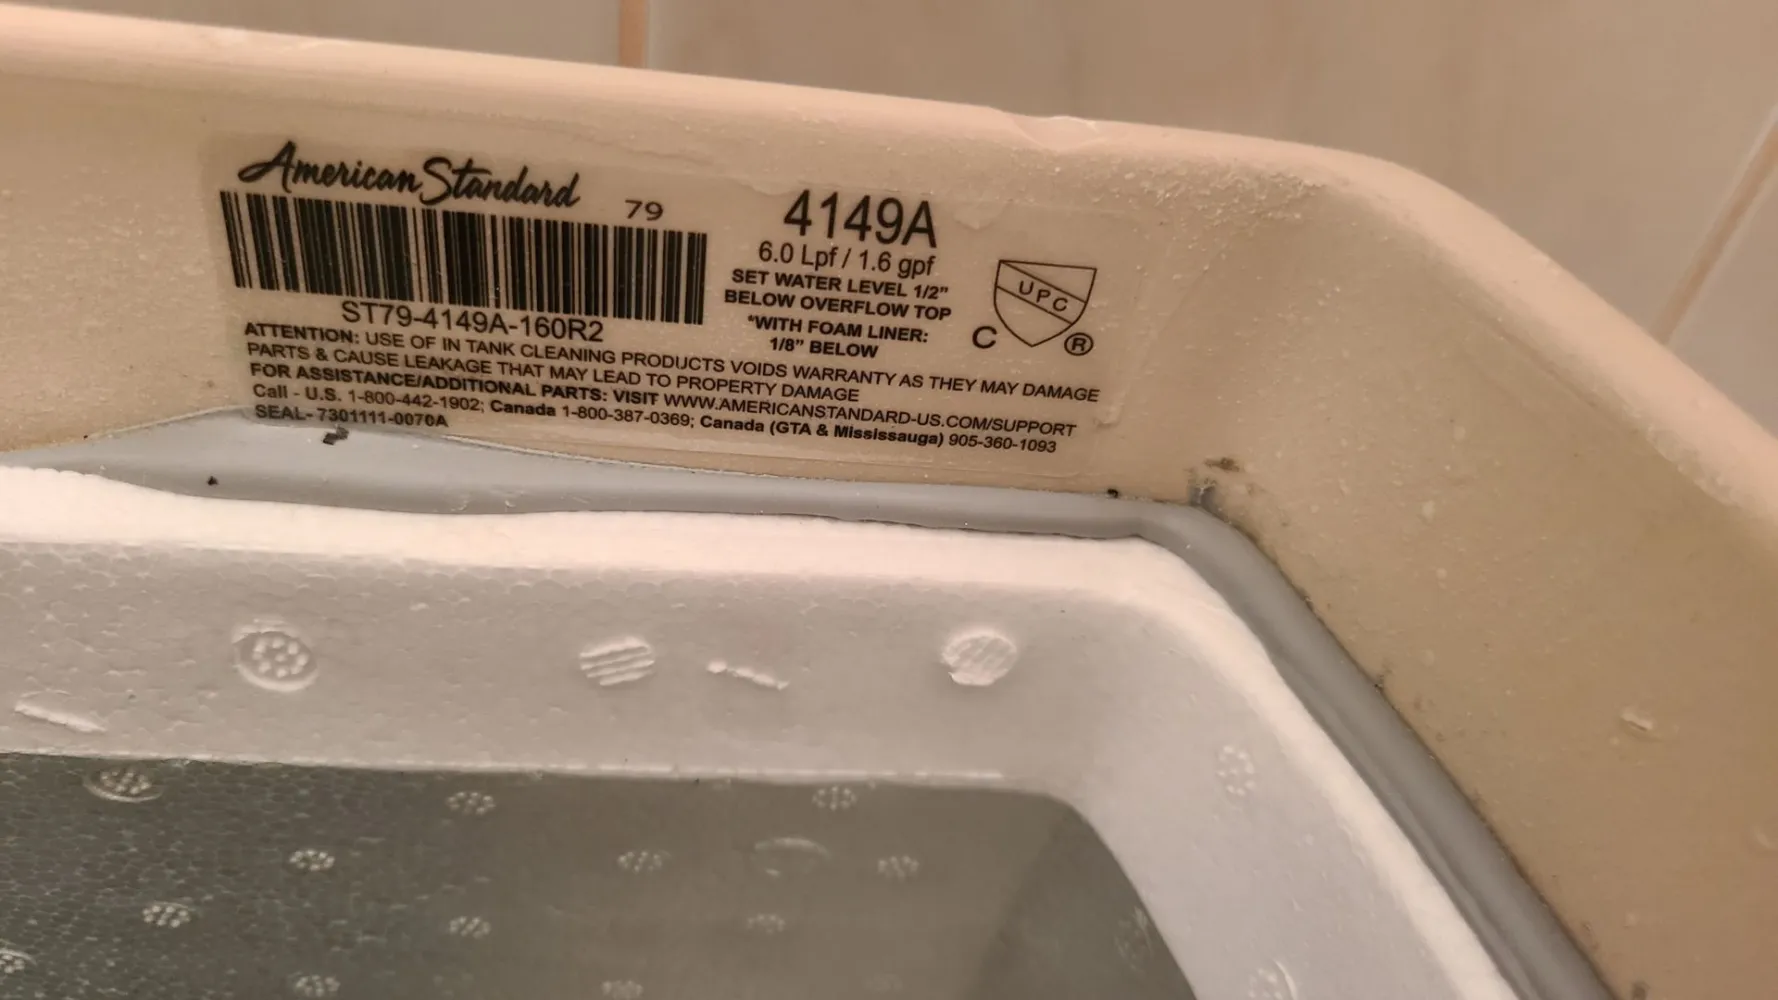 American Standard
79
ST79-4149A-160R2
4149A
6.0 Lpf / 1.6 gpf
SET WATER LEVEL 1/2"
BELOW OVERFLOW TOP
*WITH FOAM LINER:
1/8" BELOW
UPC
C ®
ATTENTION: USE OF IN TANK CLEANING PRODUCTS VOIDS WARRANTY AS THEY MAY DAMAGE
PARTS & CAUSE LEAKAGE THAT MAY LEAD TO PROPERTY DAMAGE
FOR ASSISTANCE/ADDITIONAL PARTS: VISIT WWW.AMERICANSTANDARD-US.COM/SUPPORT
Call - U.S. 1-800-442-1902; Canada 1-800-387-0369; Canada (GTA & Mississauga) 905-360-1093
SEAL- 7301111-0070A